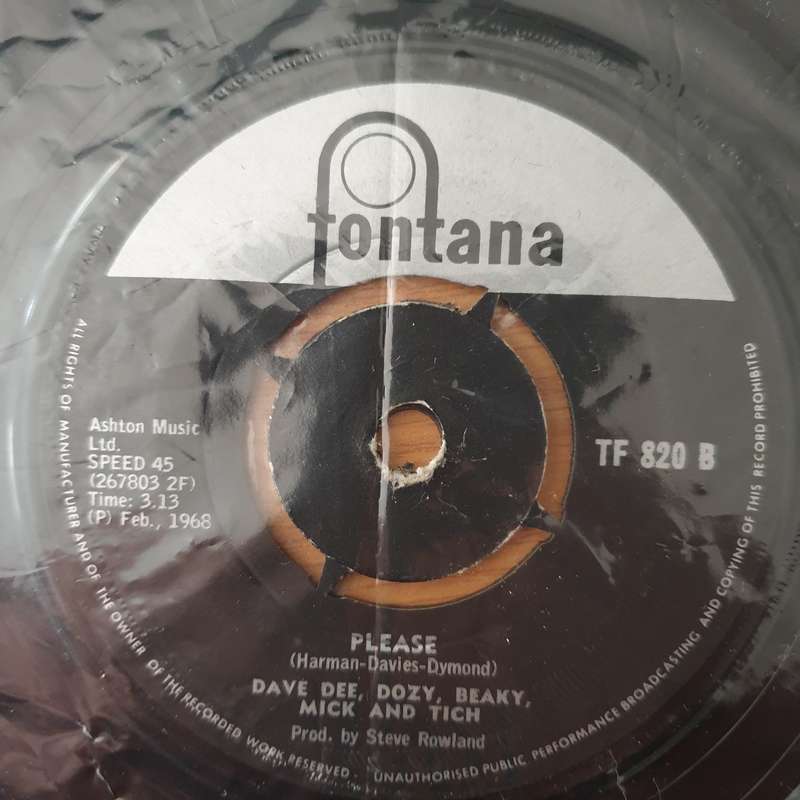 fontana
Ashton Music
Ltd.
SPEED 45
(267803 2F)
Time: 3.13
(P) Feb., 1968
TF 820 B
PLEASE
(Harman-Davies-Dymond)
DAVE DEE, DOZY, BEAKY,
MICK AND TICH
Prod. by Steve Rowland
ALL RIGHTS OF MANUFACTURER AND OF THE OWNER OF THE RECORDED WORK RESERVED · UNAUTHORISED PUBLIC PERFORMANCE BROADCASTING AND COPYING OF THIS RECORD PROHIBITED